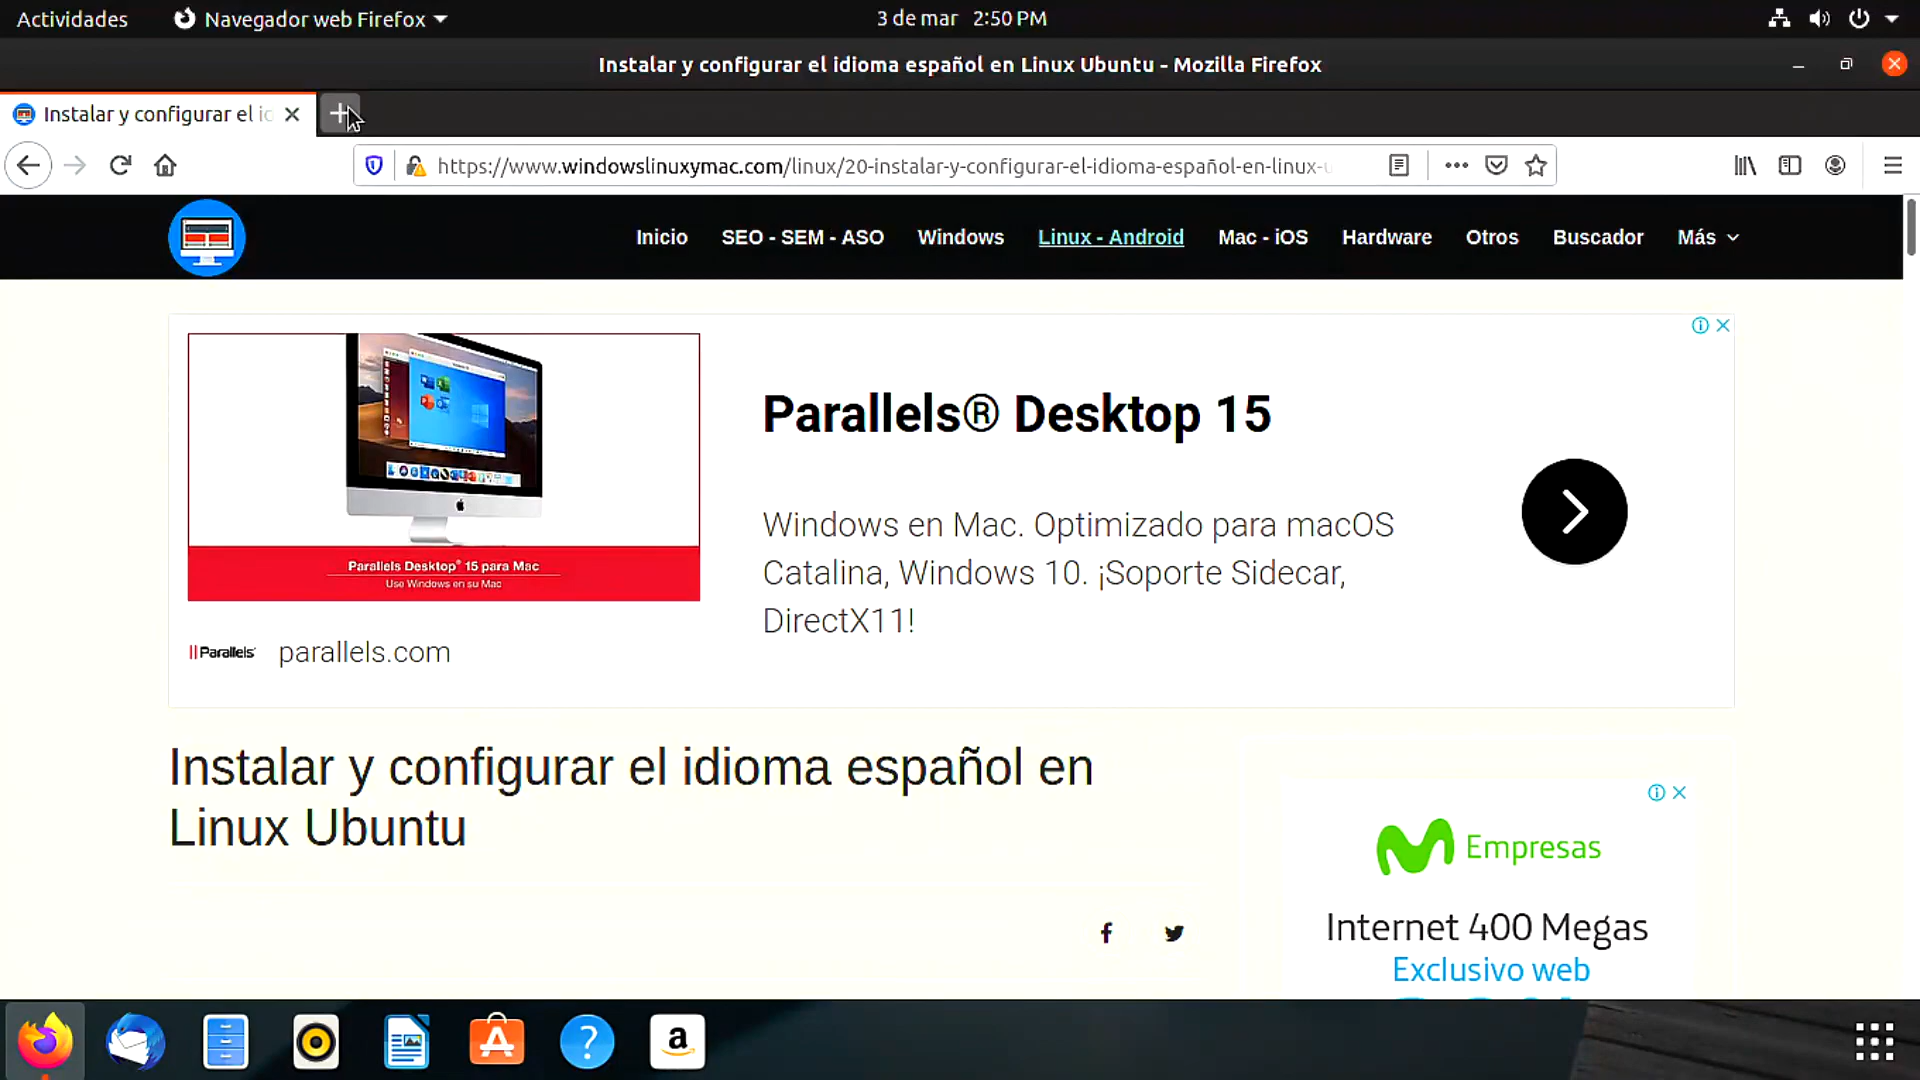 Actividades
Navegador web Firefox
3 de mar 2:50 PM
Instalar y configurar el idioma español en Linux Ubuntu - Mozilla Firefox
Instalar y configurar el
https://www.windowslinuxymac.com/linux/20-instalar-y-configurar-el-idioma-español-en-linux-u
Inicio
SEO - SEM - ASO
Windows
Linux - Android
Mac - iOS
Hardware
Otros
Buscador
Más
Parallels® Desktop 15
Windows en Mac. Optimizado para macOS
Catalina, Windows 10. ¡Soporte Sidecar,
DirectX11!
Parallels Desktop® 15 para Mac
Use Windows en su Mac
Parallels
parallels.com
Instalar y configurar el idioma español en
Linux Ubuntu
Empresas
Internet 400 Megas
Exclusivo web